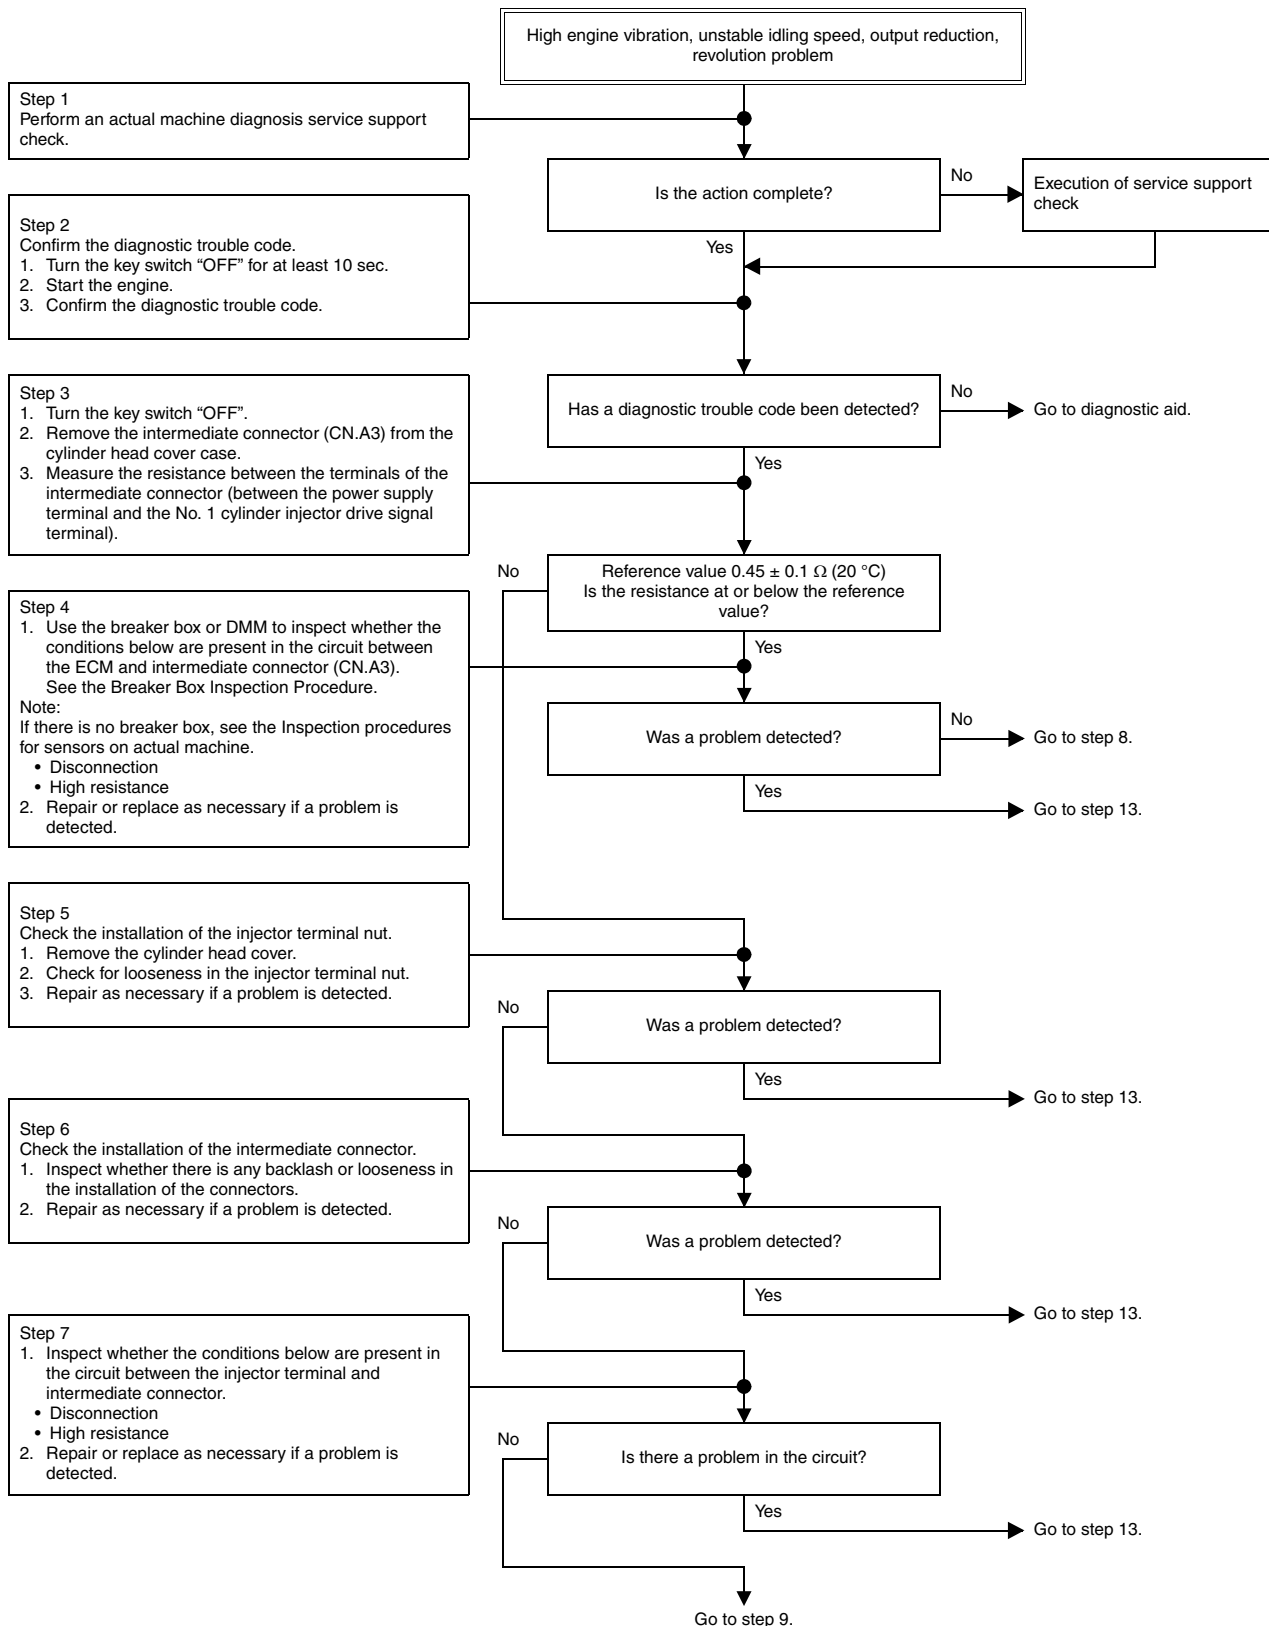 High engine vibration, unstable idling speed, output reduction,
revolution problem
Step 1
Perform an actual machine diagnosis service support
check.
Is the action complete?
No
Execution of service support
check
Yes
Step 2
Confirm the diagnostic trouble code.
1. Turn the key switch “OFF” for at least 10 sec.
2. Start the engine.
3. Confirm the diagnostic trouble code.
Has a diagnostic trouble code been detected?
No
Go to diagnostic aid.
Yes
Step 3
1. Turn the key switch “OFF”.
2. Remove the intermediate connector (CN.A3) from the
cylinder head cover case.
3. Measure the resistance between the terminals of the
intermediate connector (between the power supply
terminal and the No. 1 cylinder injector drive signal
terminal).
No
Reference value 0.45 ± 0.1 Ω (20 °C)
Is the resistance at or below the reference
value?
Yes
Step 4
1. Use the breaker box or DMM to inspect whether the
conditions below are present in the circuit between
the ECM and intermediate connector (CN.A3).
See the Breaker Box Inspection Procedure.
Note:
If there is no breaker box, see the Inspection procedures
for sensors on actual machine.
• Disconnection
• High resistance
2. Repair or replace as necessary if a problem is
detected.
Was a problem detected?
No
Go to step 8.
Yes
Go to step 13.
Step 5
Check the installation of the injector terminal nut.
1. Remove the cylinder head cover.
2. Check for looseness in the injector terminal nut.
3. Repair as necessary if a problem is detected.
No
Was a problem detected?
Yes
Go to step 13.
Step 6
Check the installation of the intermediate connector.
1. Inspect whether there is any backlash or looseness in
the installation of the connectors.
2. Repair as necessary if a problem is detected.
No
Was a problem detected?
Yes
Go to step 13.
Step 7
1. Inspect whether the conditions below are present in
the circuit between the injector terminal and
intermediate connector.
• Disconnection
• High resistance
2. Repair or replace as necessary if a problem is
detected.
No
Is there a problem in the circuit?
Yes
Go to step 13.
Go to step 9.